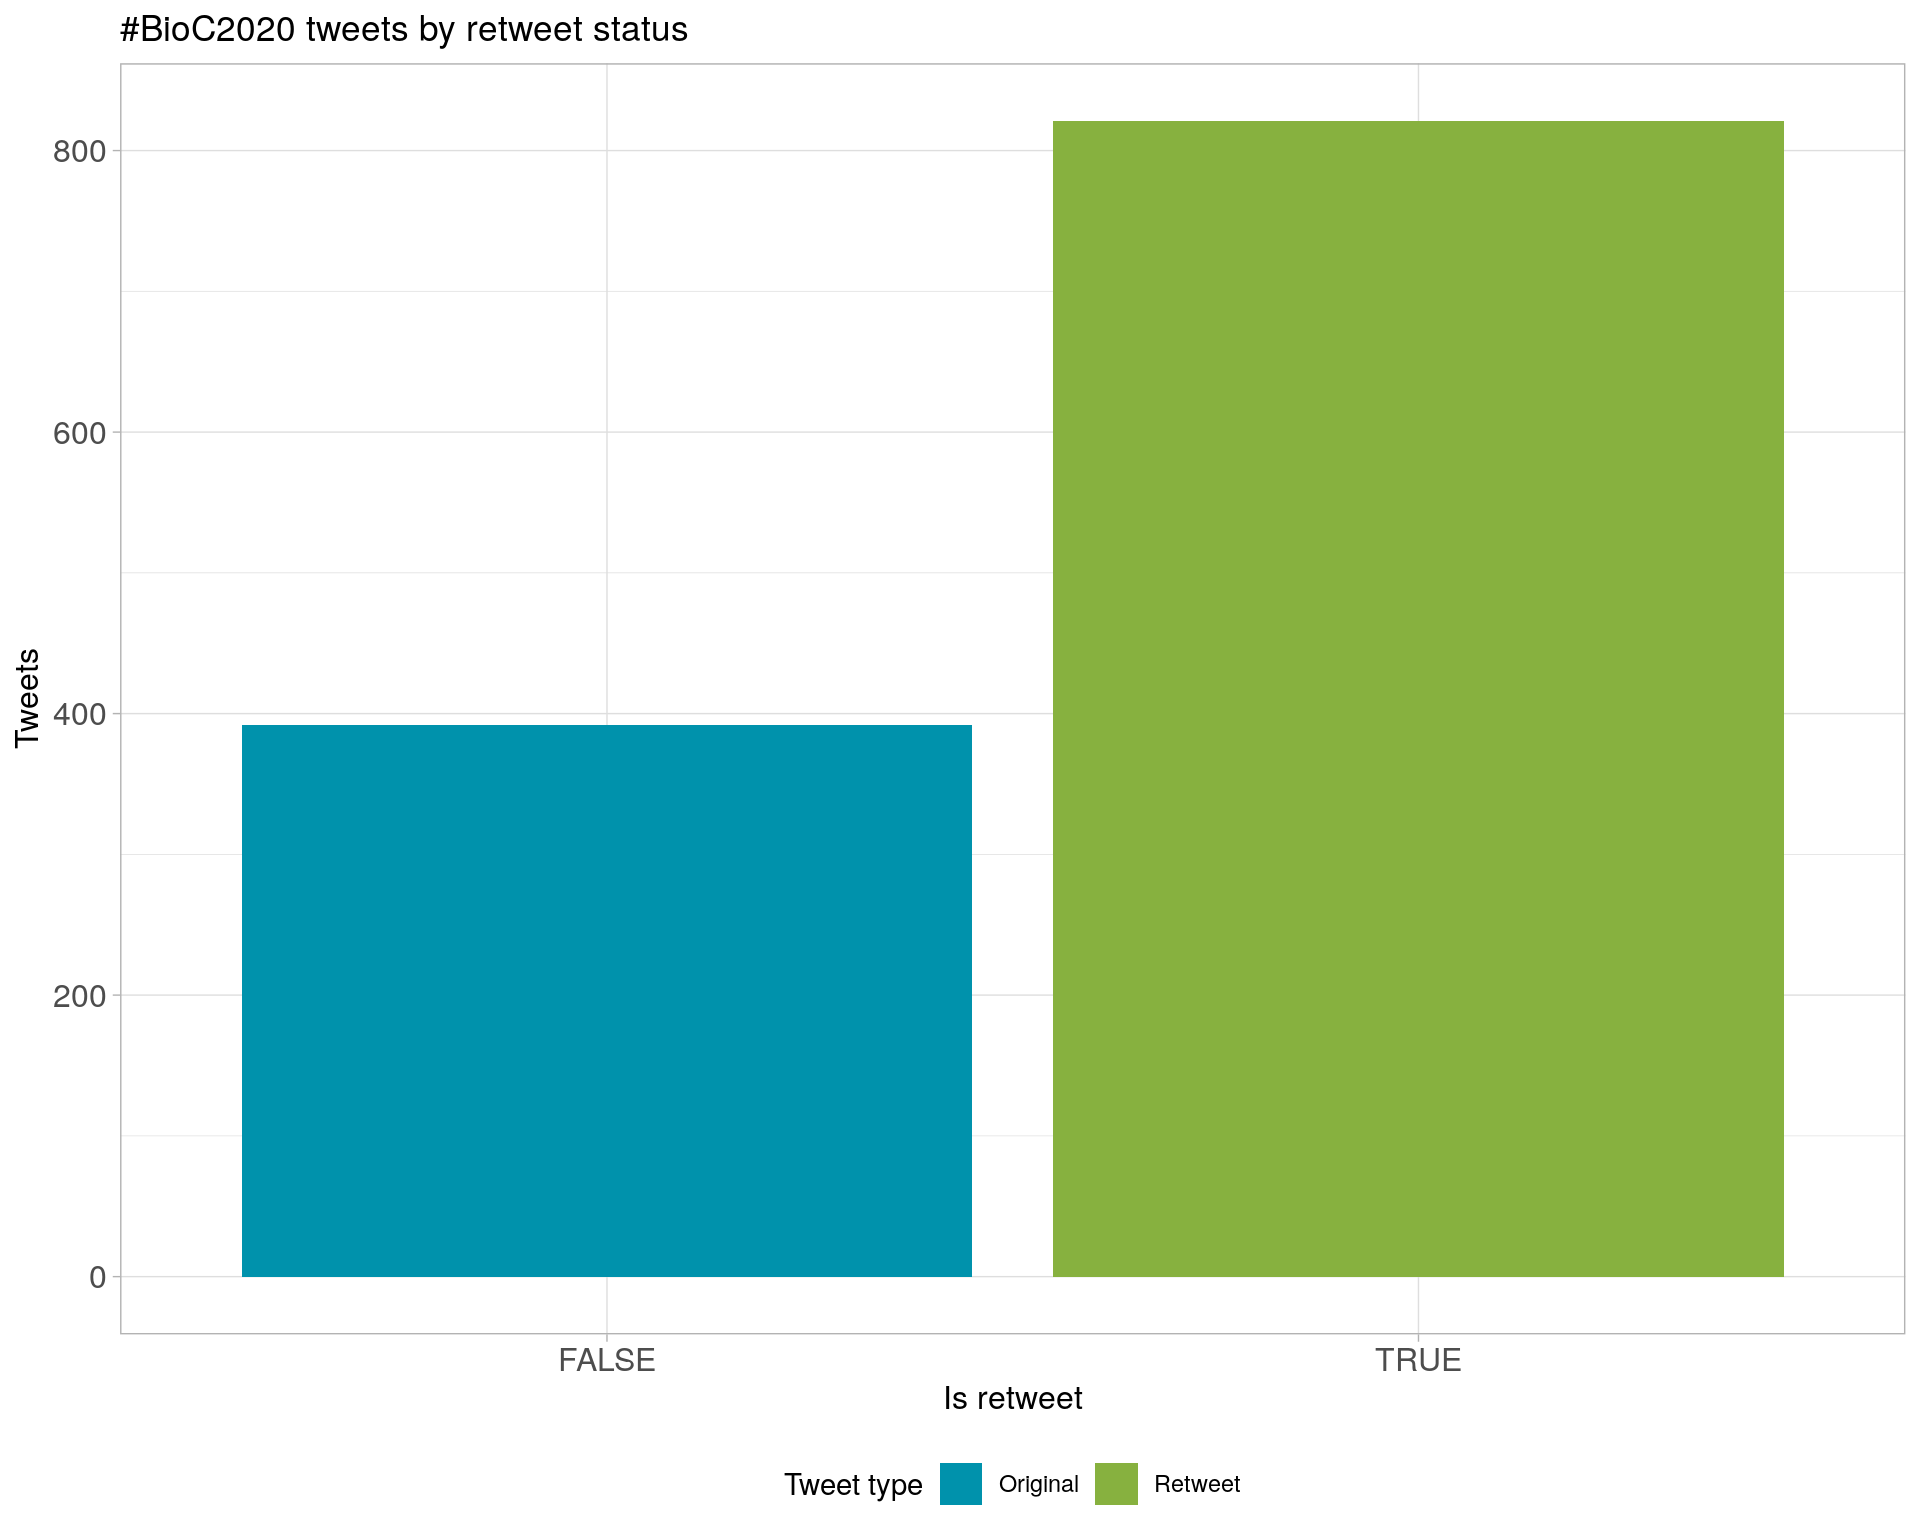 #BioC2020 tweets by retweet status
Tweets
800
600
400
200
0
FALSE TRUE
Is retweet
Tweet type Original Retweet